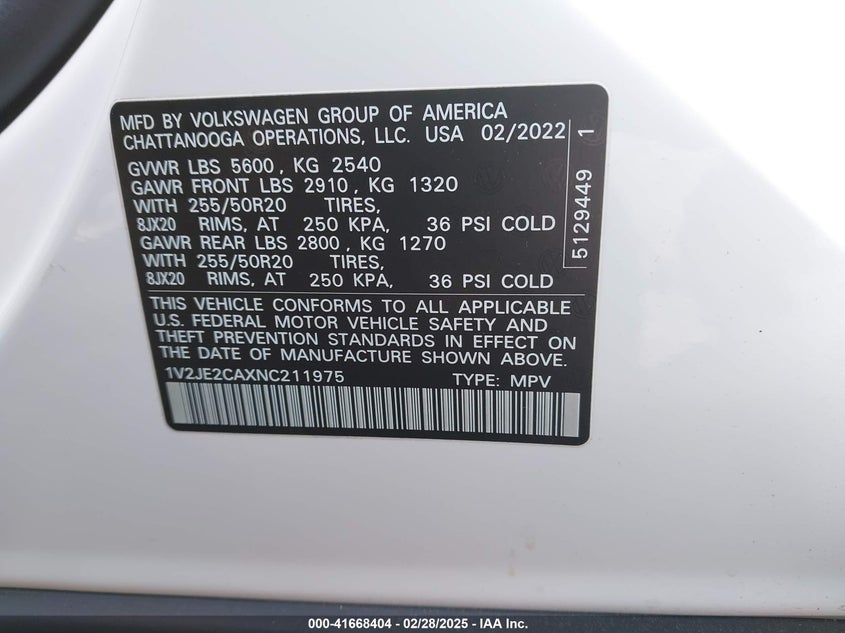 MFD BY VOLKSWAGEN GROUP OF AMERICA
CHATTANOOGA OPERATIONS, LLC. USA 02/2022
GVWR LBS 5600, KG 2540
GAWR FRONT LBS 2910, KG 1320
WITH 255/50R20 TIRES,
8JX20 RIMS, AT 250 KPA, 36 PSI COLD
GAWR REAR LBS 2800, KG 1270
WITH 255/50R20 TIRES,
8JX20 RIMS, AT 250 KPA, 36 PSI COLD
THIS VEHICLE CONFORMS TO ALL APPLICABLE
U.S. FEDERAL MOTOR VEHICLE SAFETY AND
THEFT PREVENTION STANDARDS IN EFFECT ON
THE DATE OF MANUFACTURE SHOWN ABOVE.
1V2JE2CAXNC211975 TYPE: MPV
5129449 1
000-41668404 - 02/28/2025 - IAA Inc.